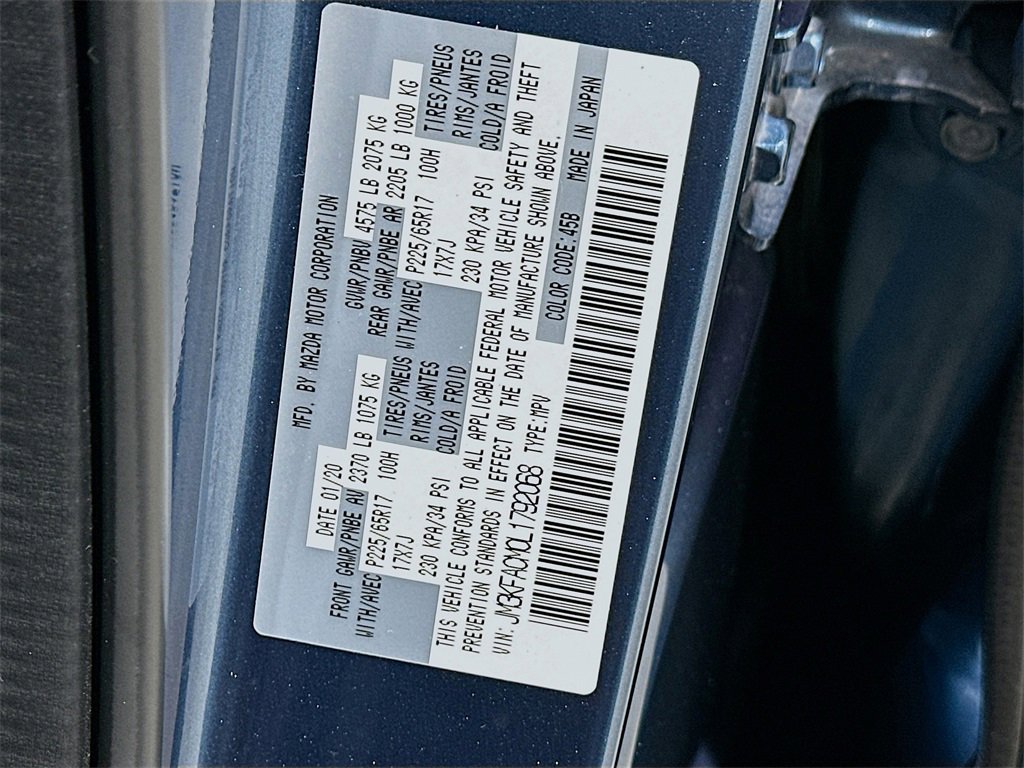 MFD. BY MAZDA MOTOR CORPORATION
DATE 01/20 GVWR/PNBV 4575 LB 2075 KG
FRONT GAWR/PNBE AV 2370 LB 1075 KG REAR GAWR/PNBE AR 2205 LB 1000 KG
WITH/AVEC P225/65R17 100H TIRES/PNEUS WITH/AVEC P225/65R17 100H TIRES/PNEUS
17X7J RIMS/JANTES 17X7J RIMS/JANTES
230 KPA/34 PSI COLD/A FROID 230 KPA/34 PSI COLD/A FROID
THIS VEHICLE CONFORMS TO ALL APPLICABLE FEDERAL MOTOR VEHICLE SAFETY AND THEFT
PREVENTION STANDARDS IN EFFECT ON THE DATE OF MANUFACTURE SHOWN ABOVE.
VIN: JM3KFACM0L1792068 TYPE:MPV COLOR CODE:45B MADE IN JAPAN